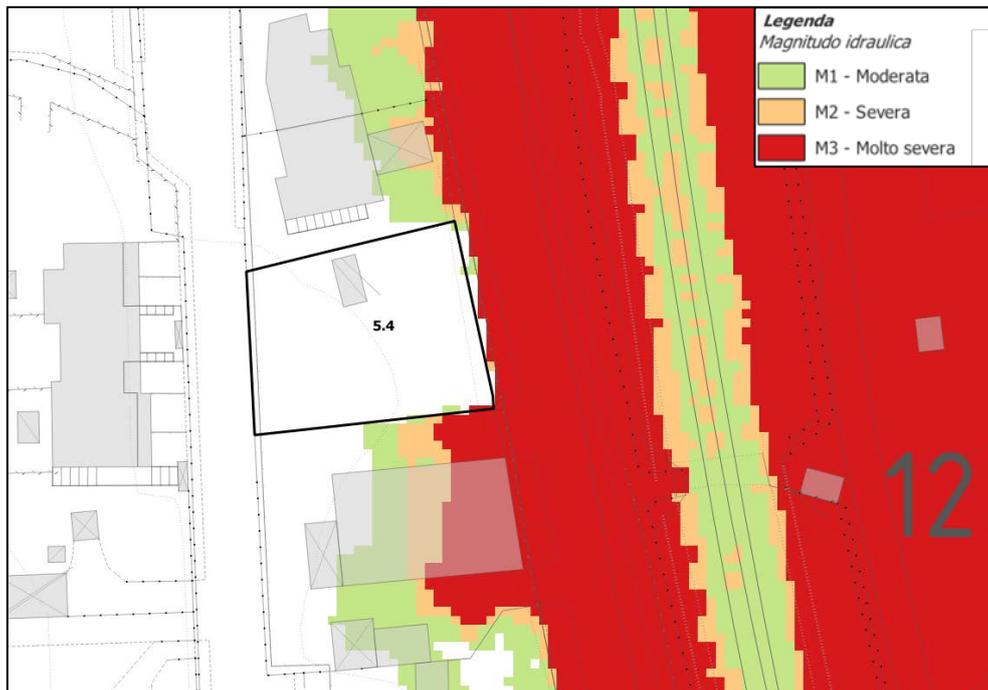 Legenda
Magnitudo idraulica
M1 - Moderata
M2 - Severa
M3 - Molto severa
5.4
12